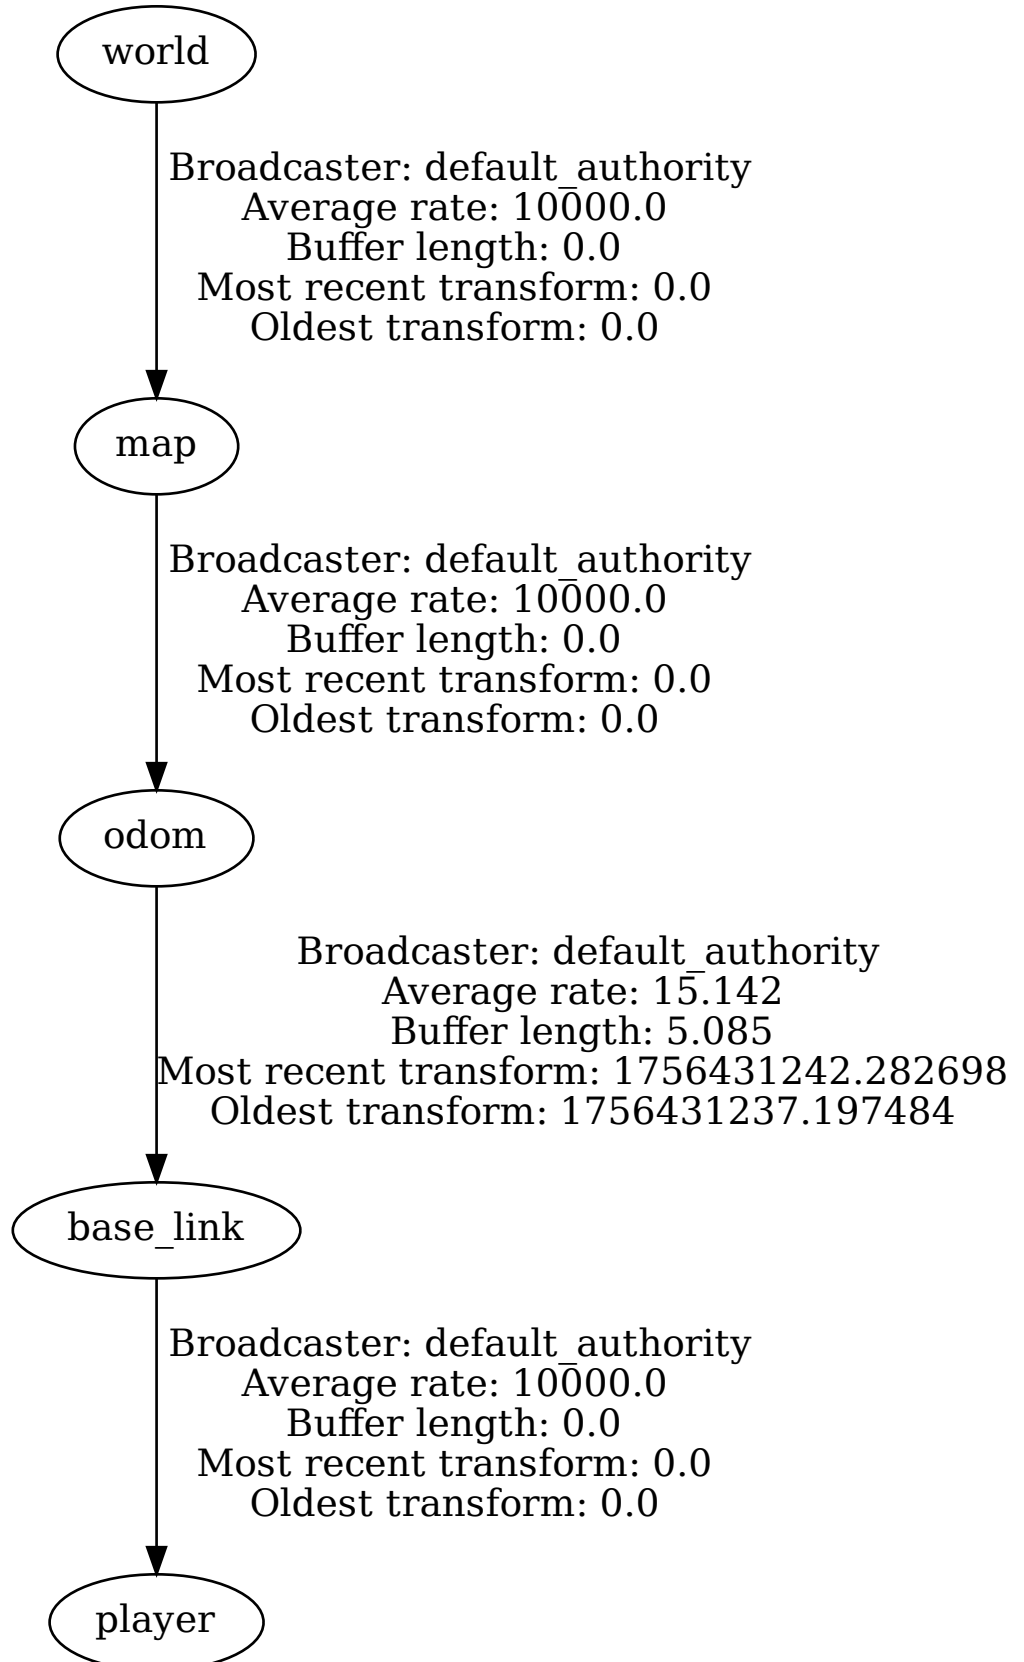 world
Broadcaster: default_authority
Average rate: 10000.0
Buffer length: 0.0
Most recent transform: 0.0
Oldest transform: 0.0
map
Broadcaster: default_authority
Average rate: 10000.0
Buffer length: 0.0
Most recent transform: 0.0
Oldest transform: 0.0
odom
Broadcaster: default_authority
Average rate: 15.142
Buffer length: 5.085
Most recent transform: 1756431242.282698
Oldest transform: 1756431237.197484
base_link
Broadcaster: default_authority
Average rate: 10000.0
Buffer length: 0.0
Most recent transform: 0.0
Oldest transform: 0.0
player